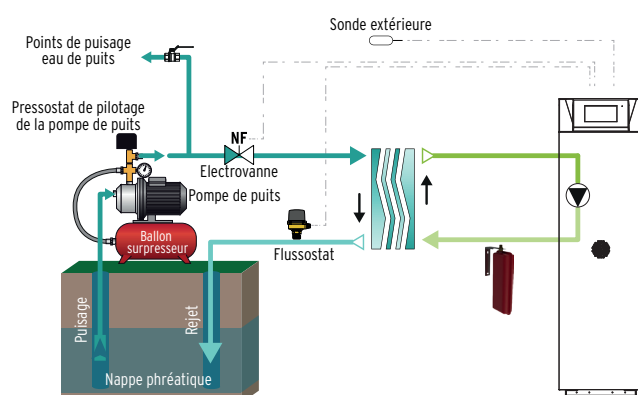 Sonde extérieure
Points de puisage
eau de puits
Pressostat de pilotage
de la pompe de puits
NF
Electrovanne
Pompe de puits
Ballon
surpresseur
Flussostat
Puisage
Rejet
Nappe phréatique